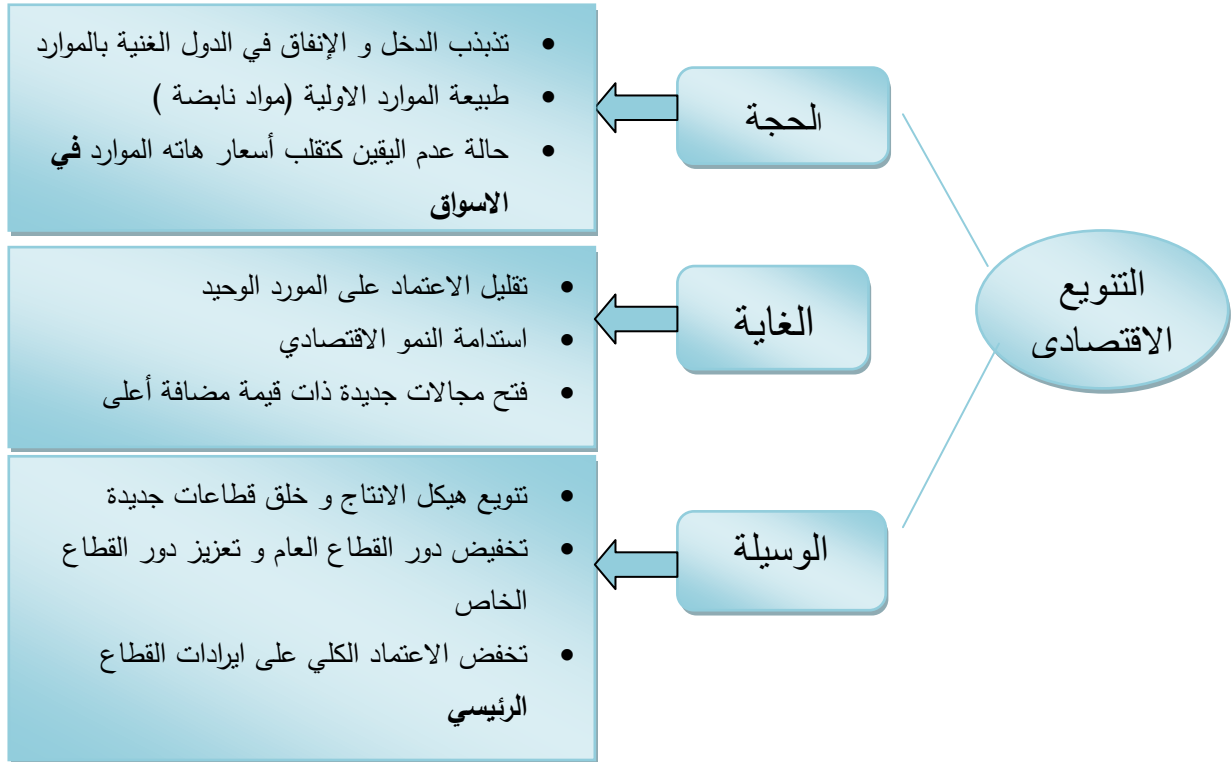 التنويع
الاقتصادى
الحجة
• تذبذب الدخل و الإنفاق في الدول الغنية بالموارد
• طبيعة الموارد الاولية (مواد نابضة )
• حالة عدم اليقين كتقلب أسعار هاته الموارد في
الاسواق
الغاية
• تقليل الاعتماد على المورد الوحيد
• استدامة النمو الاقتصادي
• فتح مجالات جديدة ذات قيمة مضافة أعلى
الوسيلة
• تنويع هيكل الانتاج و خلق قطاعات جديدة
• تخفيض دور القطاع العام و تعزيز دور القطاع
الخاص
• تخفض الاعتماد الكلي على ايرادات القطاع
الرئيسي